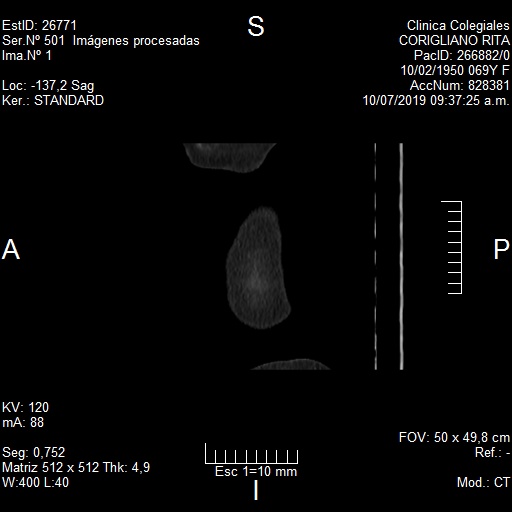 EstID: 26771
Ser.Nº 501 Imágenes procesadas
Ima.Nº 1
Loc: -137,2 Sag
Ker.: STANDARD
S
Clinica Colegiales
CORIGLIANO RITA
PacID: 266882/0
10/02/1950 069Y F
AccNum: 828381
10/07/2019 09:37:25 a.m.
A
P
KV: 120
mA: 88
Seg: 0,752
Matriz 512 x 512 Thk: 4,9
W:400 L:40
Esc 1=10 mm
I
FOV: 50 x 49,8 cm
Ref.: -
Mod.: CT